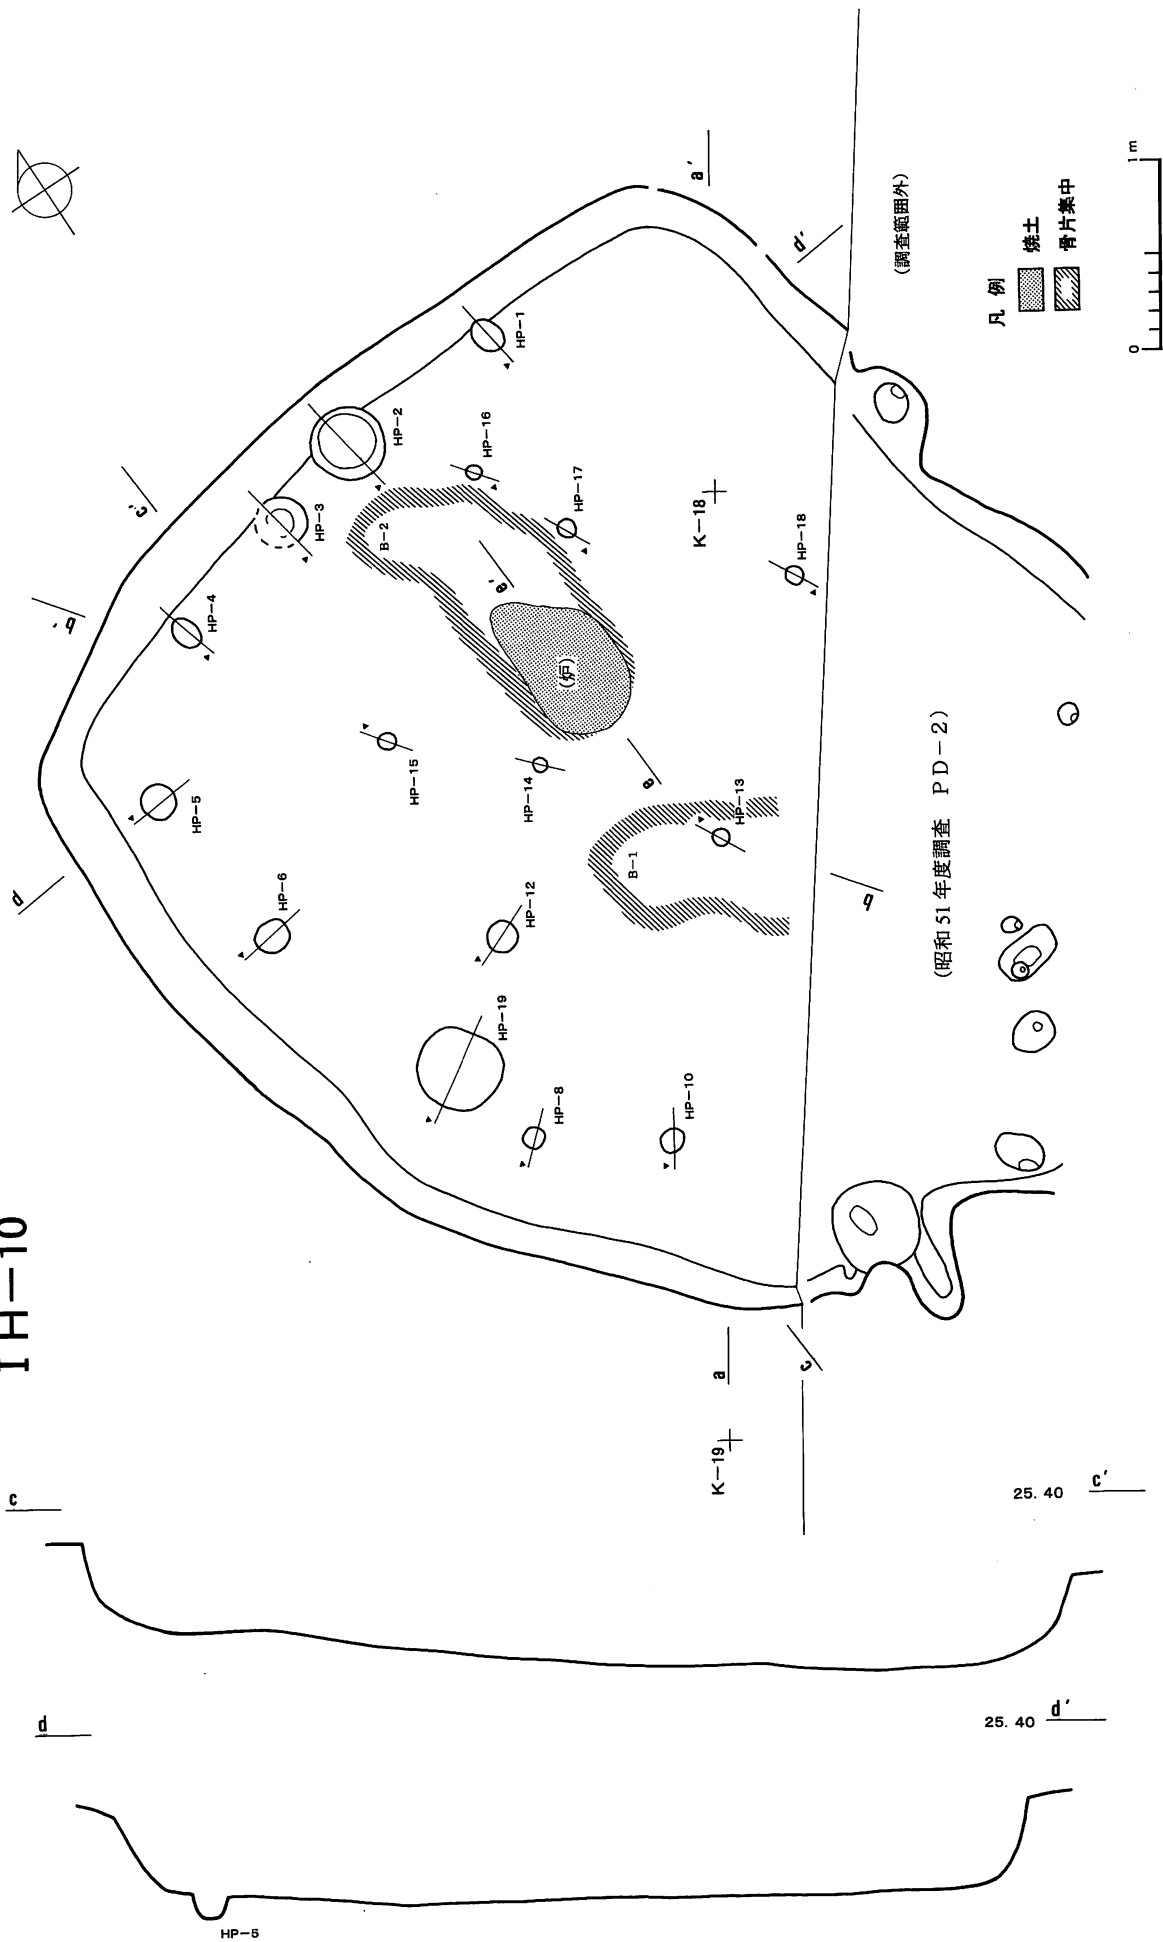 IH-10
a'
d'
(調査範囲外)
凡例
焼土
骨片集中
0 1m
HP-1
HP-2
HP-3
c'
b'
HP-4
HP-16
HP-17
B-2
e'
K-18
HP-18
(炉)
HP-15
HP-14
e
HP-5
HP-13
B-1
b
(昭和51年度調査 PD-2)
d
HP-6
HP-12
HP-19
HP-8
HP-10
a
c
K-19
c
25.40 c'
d
25.40 d'
HP-5